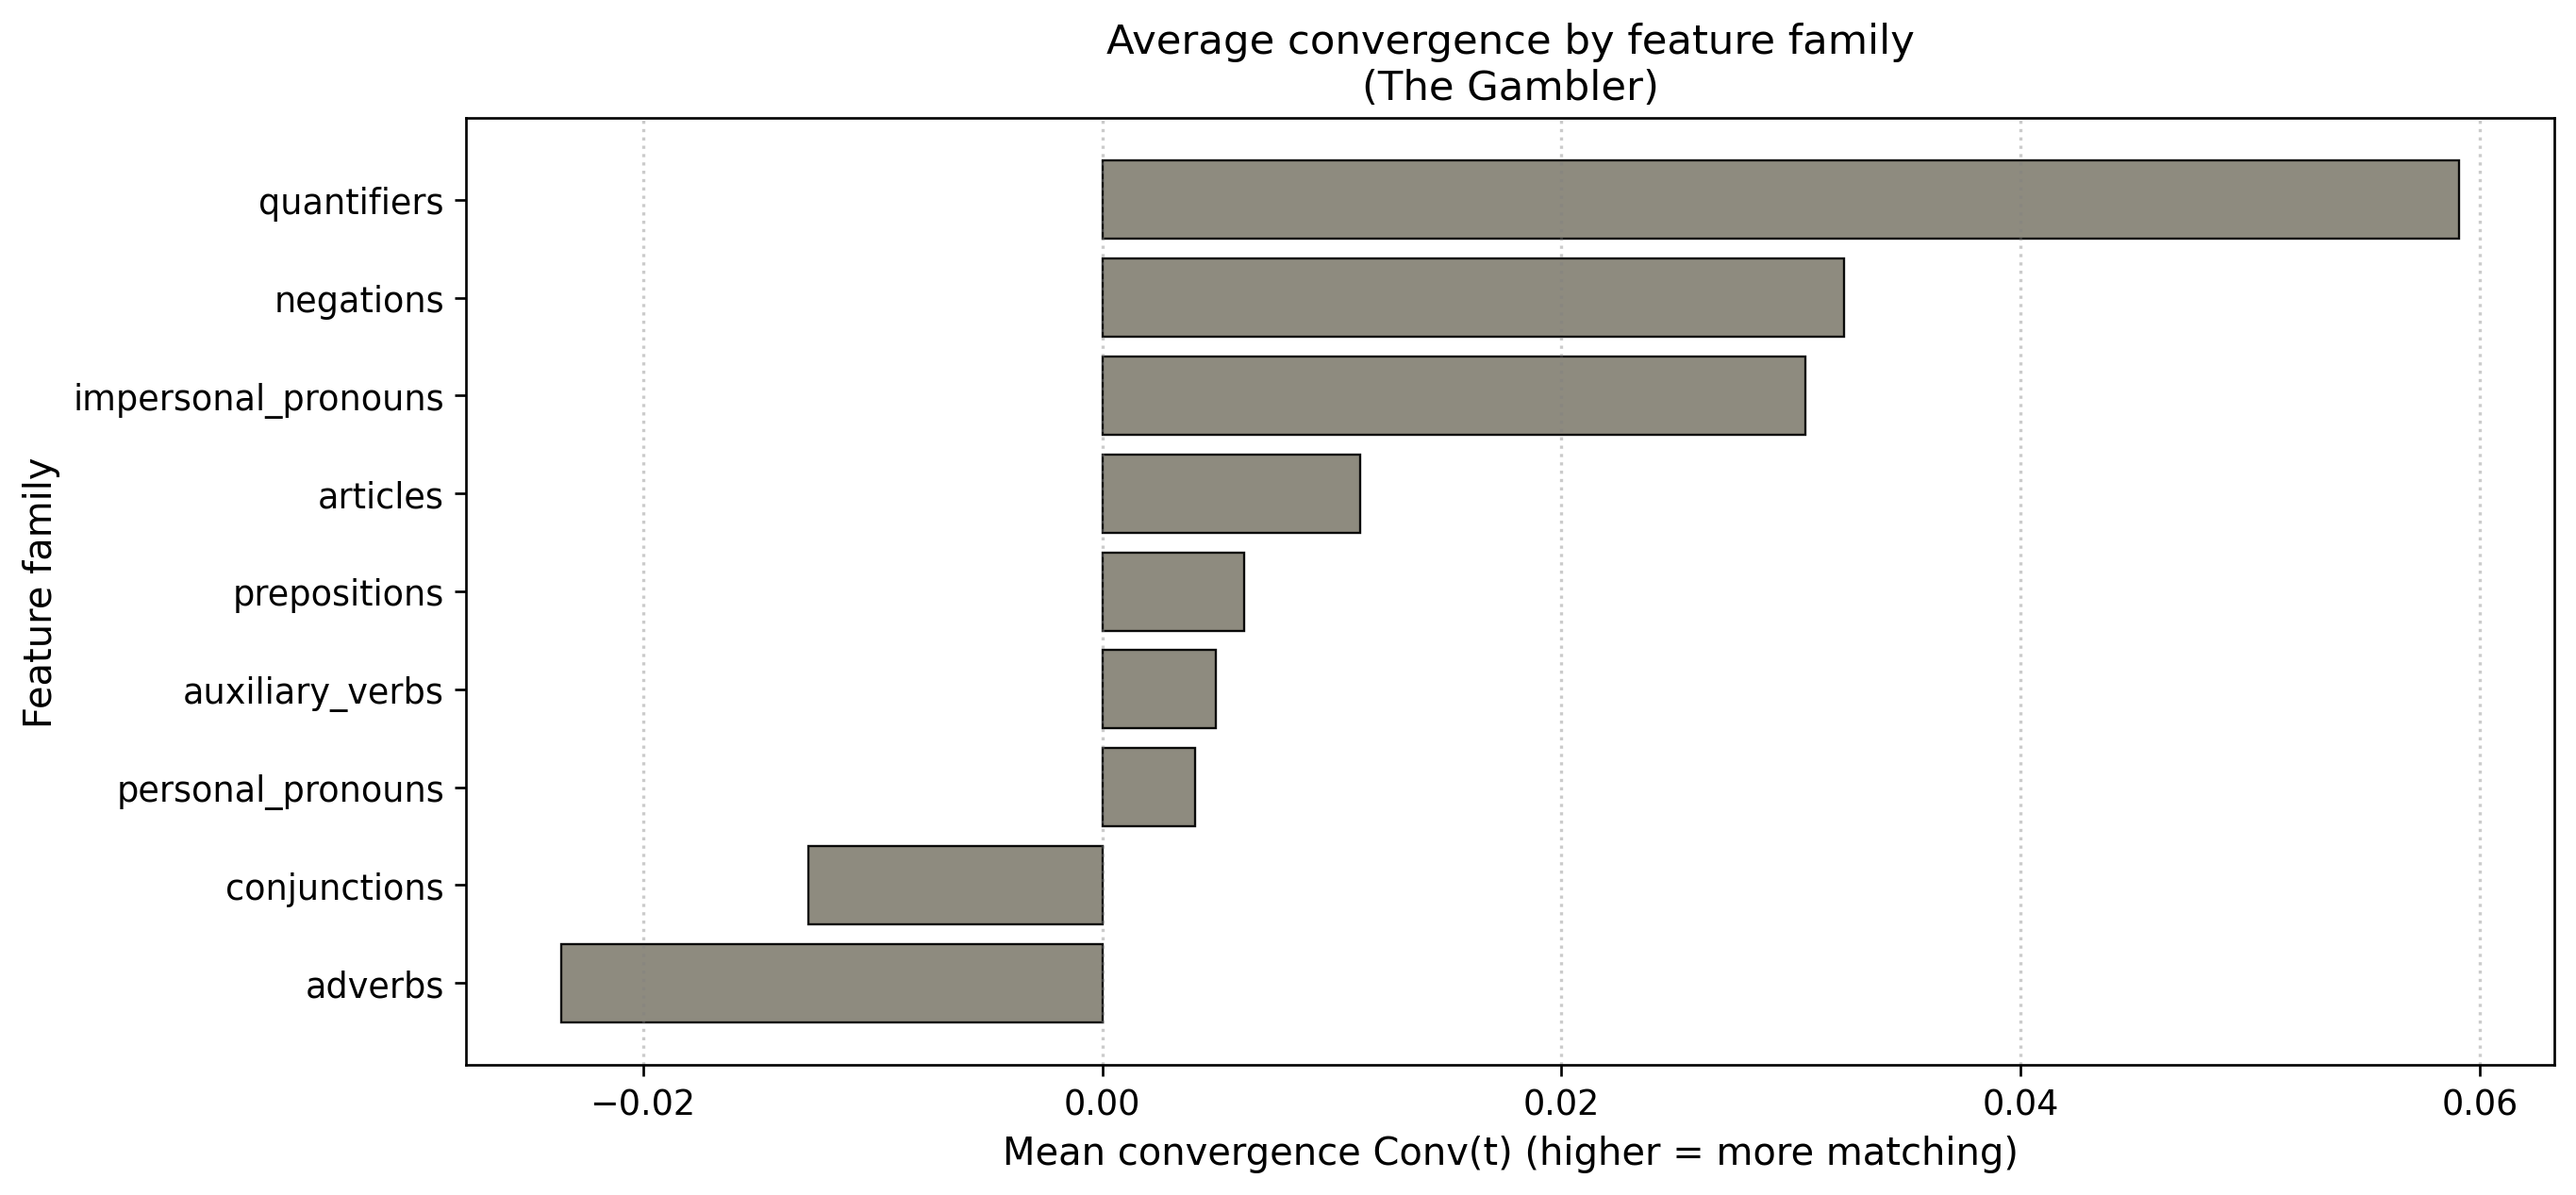 Average convergence by feature family
(The Gambler)
Feature family
quantifiers
negations
impersonal_pronouns
articles
prepositions
auxiliary_verbs
personal_pronouns
conjunctions
adverbs
−0.02
0.00
0.02
0.04
0.06
Mean convergence Conv(t) (higher = more matching)